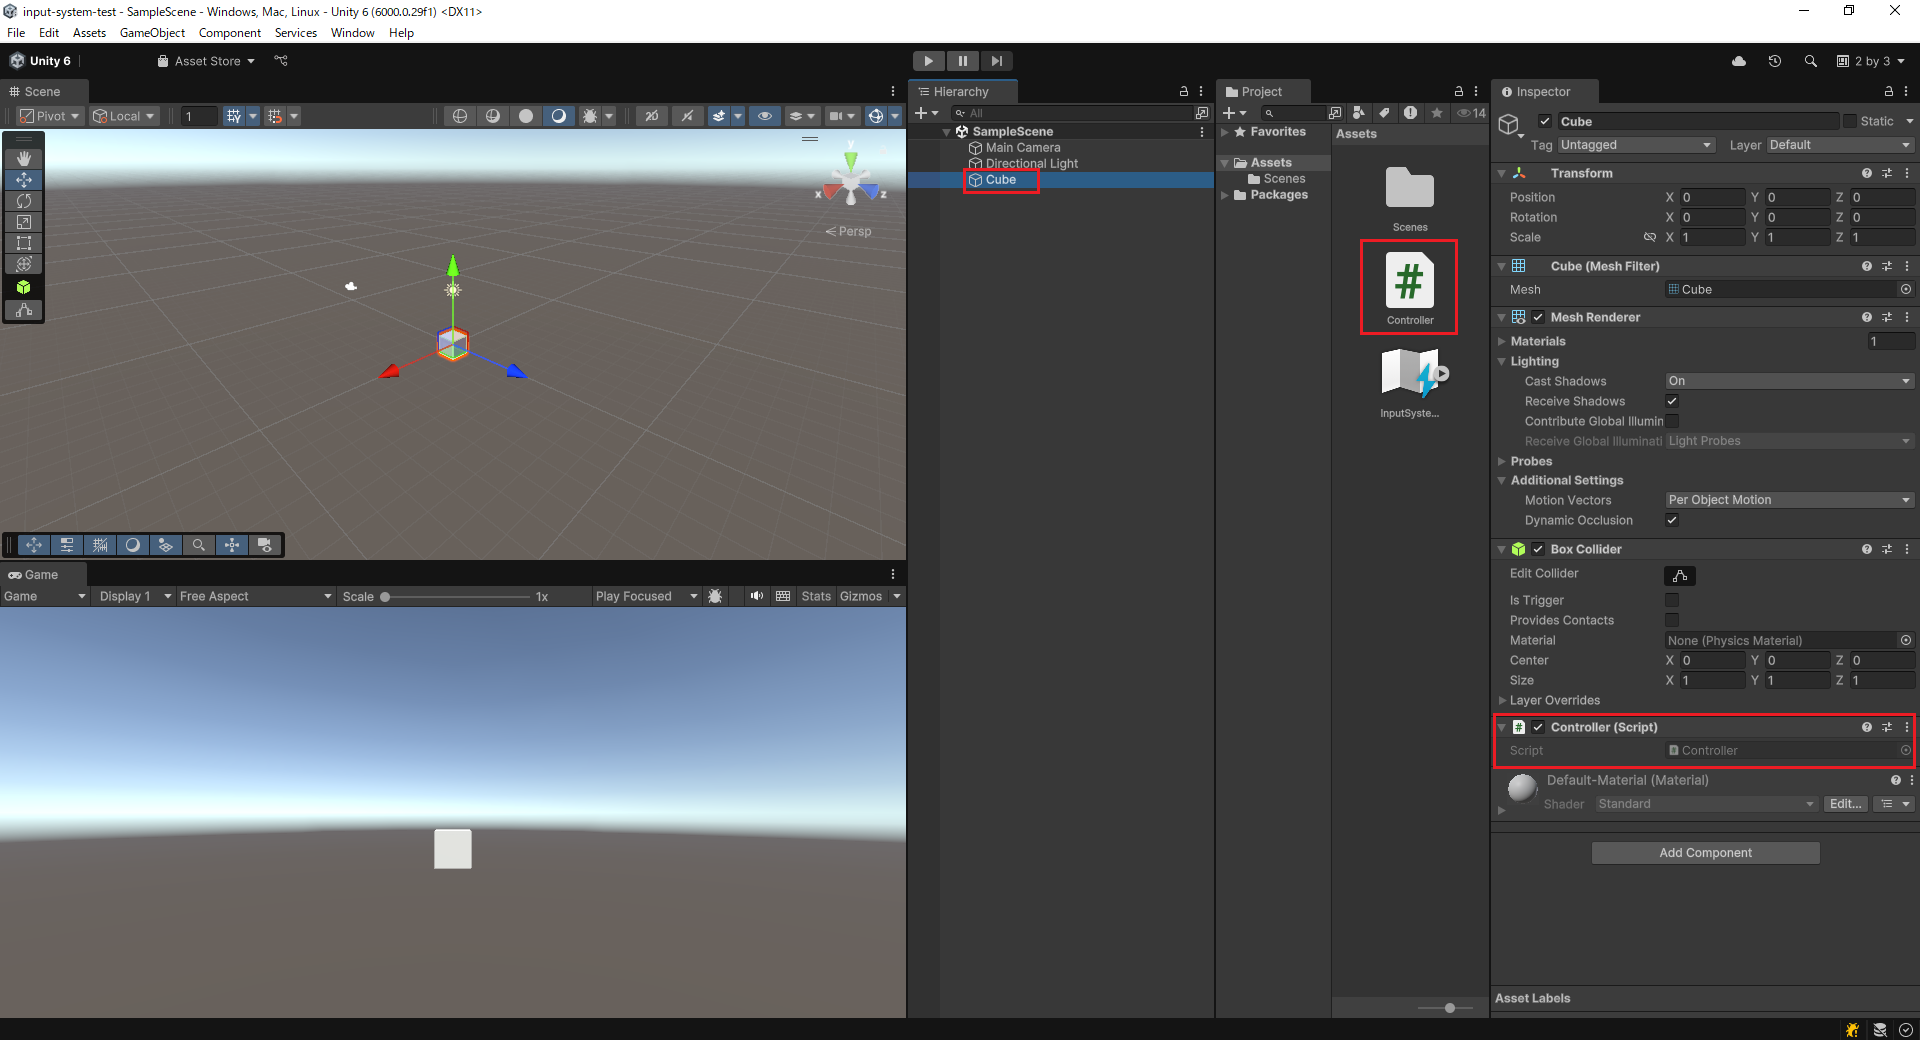 input-system-test - SampleScene - Windows, Mac, Linux - Unity 6 (6000.0.29f1) <DX11>
File Edit Assets GameObject Component Services Window Help
Unity 6 Asset Store 2 by 3
Scene
Pivot Local 1 2D
y
x z
Persp
Game
Game Display 1 Free Aspect Scale 1x Play Focused Stats Gizmos
Hierarchy
All
SampleScene
Main Camera
Directional Light
Cube
Project
14
Favorites
Assets
Scenes
Packages
Assets
Scenes
Controller
InputSyste...
Inspector
Cube Static
Tag Untagged Layer Default
Transform
Position X 0 Y 0 Z 0
Rotation X 0 Y 0 Z 0
Scale X 1 Y 1 Z 1
Cube (Mesh Filter)
Mesh Cube
Mesh Renderer
Materials 1
Lighting
Cast Shadows On
Receive Shadows
Contribute Global Illumin
Receive Global Illuminati Light Probes
Probes
Additional Settings
Motion Vectors Per Object Motion
Dynamic Occlusion
Box Collider
Edit Collider
Is Trigger
Provides Contacts
Material None (Physics Material)
Center X 0 Y 0 Z 0
Size X 1 Y 1 Z 1
Layer Overrides
Controller (Script)
Script Controller
Default-Material (Material)
Shader Standard Edit...
Add Component
Asset Labels